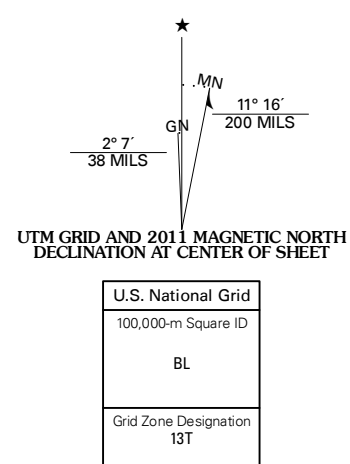 ★
MN
11° 16´
200 MILS
GN
2° 7´
38 MILS
UTM GRID AND 2011 MAGNETIC NORTH
DECLINATION AT CENTER OF SHEET
U.S. National Grid
100,000-m Square ID
BL
Grid Zone Designation
13T